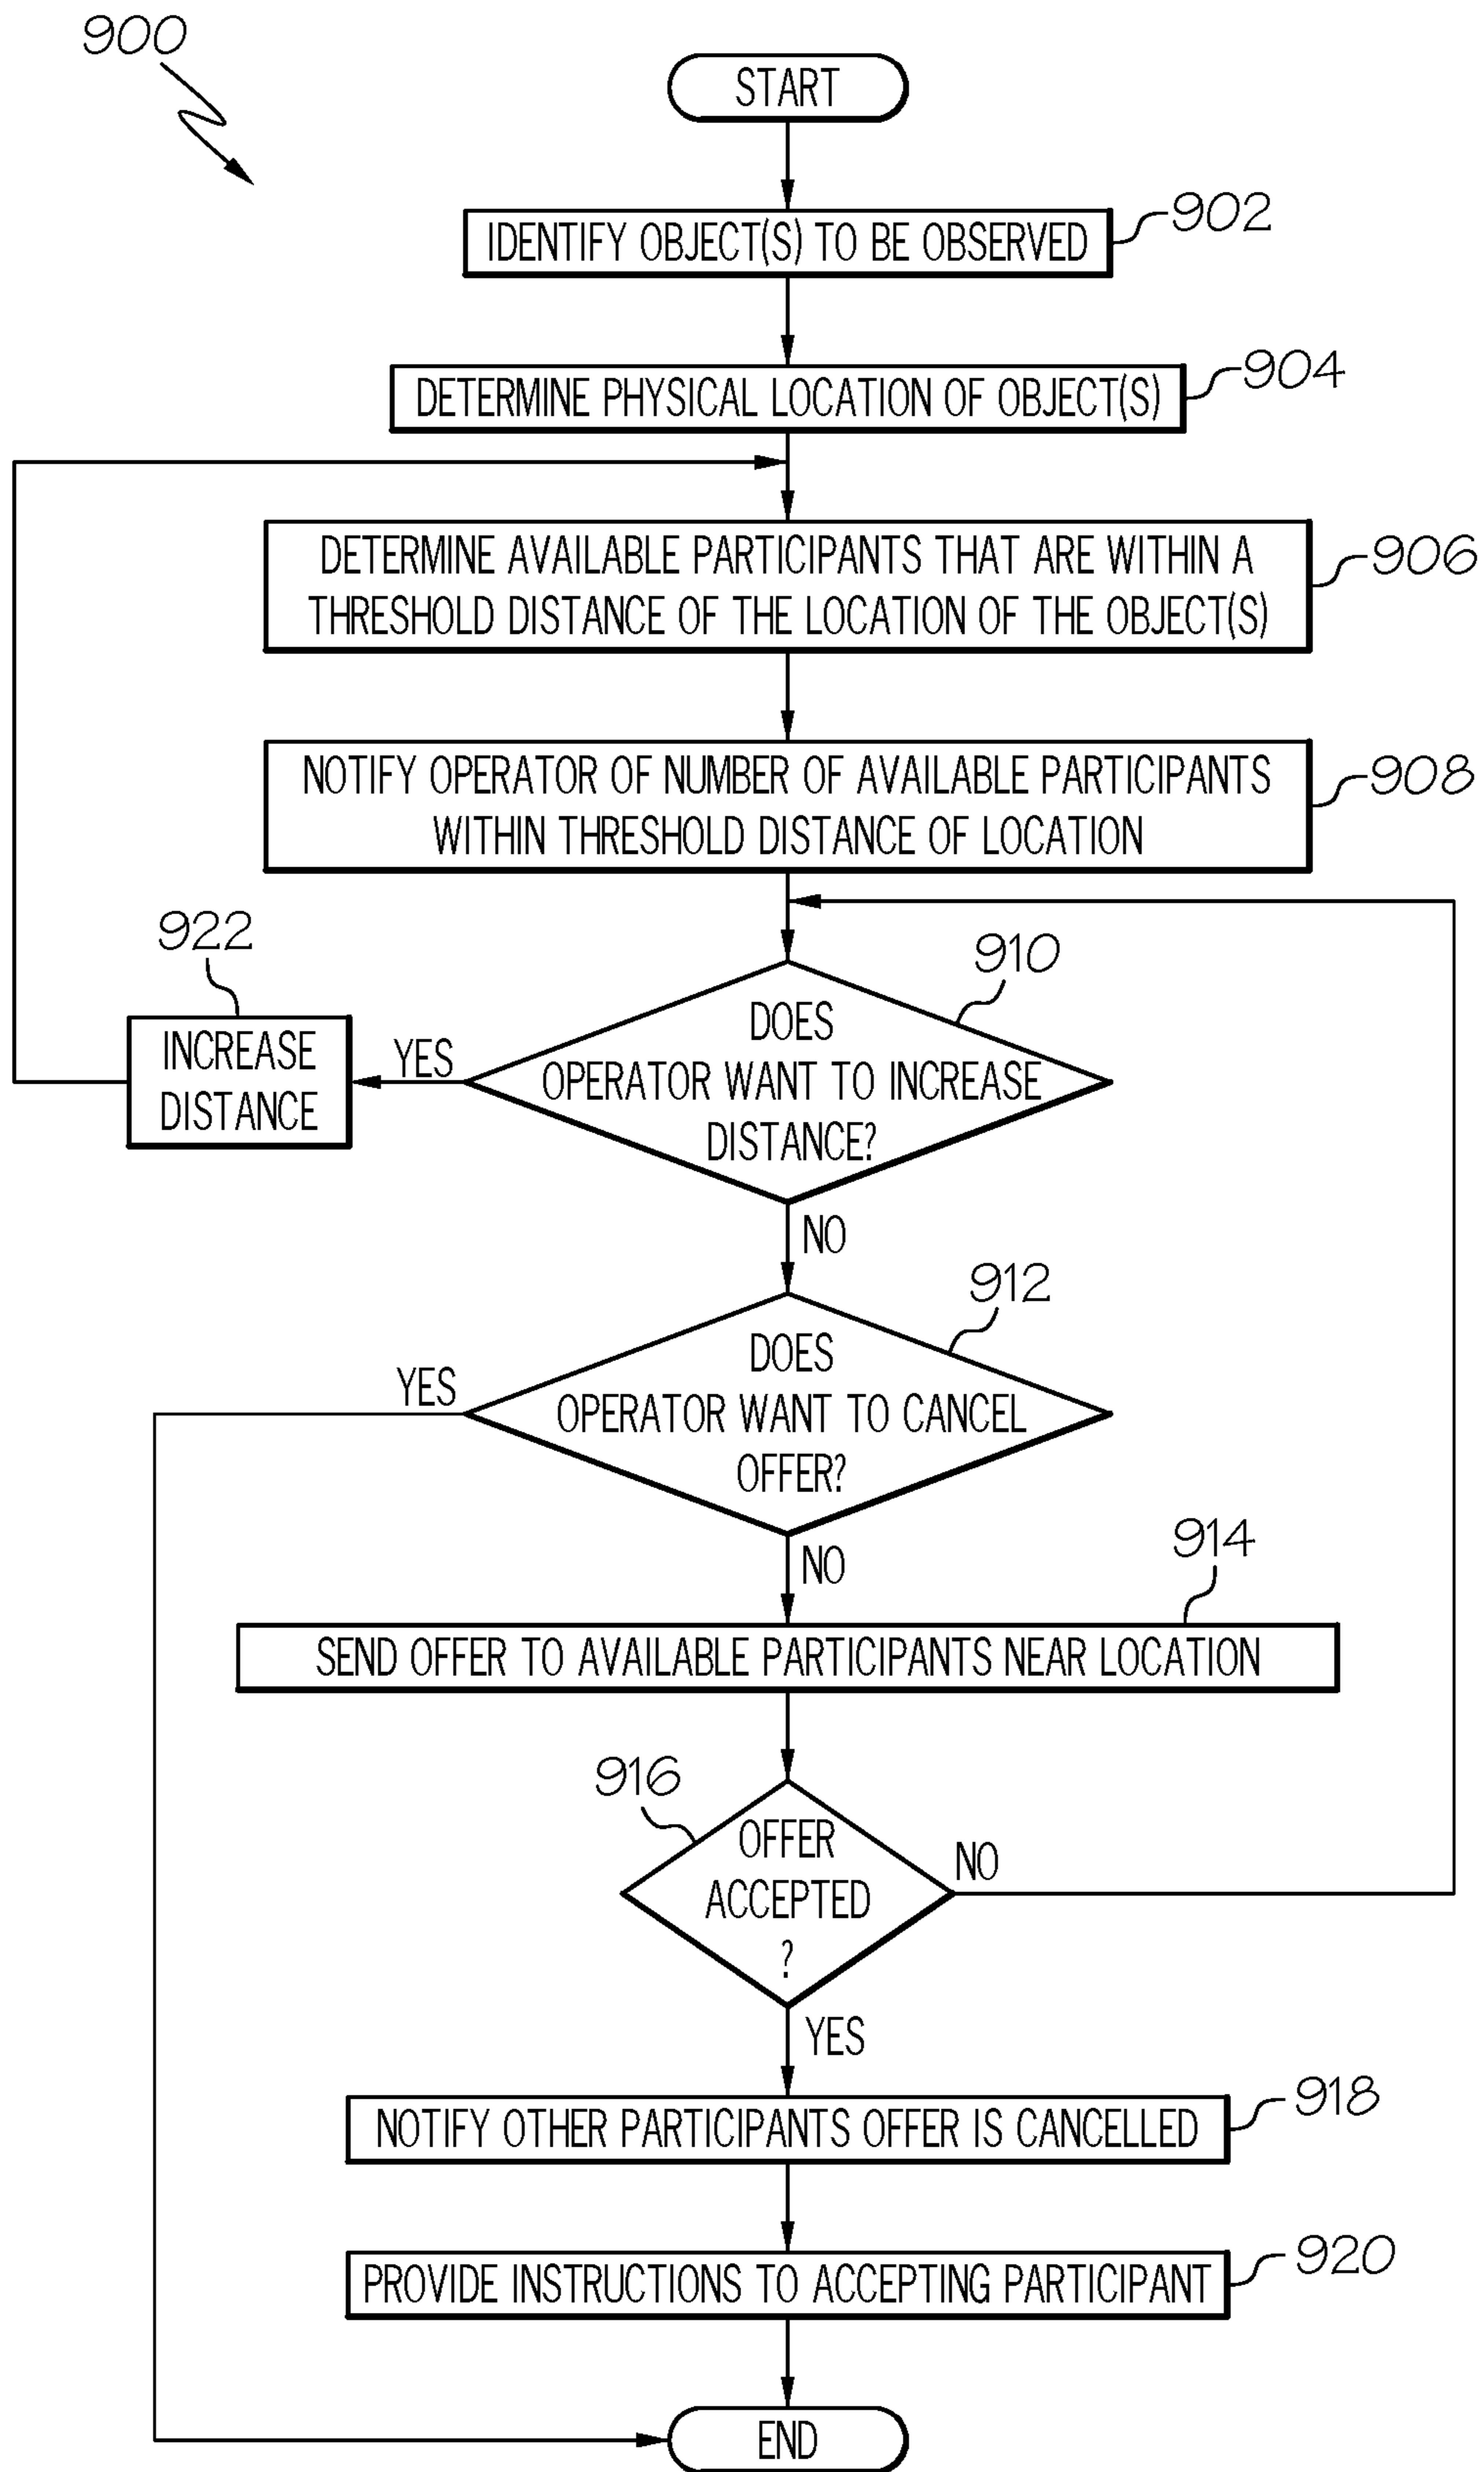 900
START
IDENTIFY OBJECT(S) TO BE OBSERVED
902
DETERMINE PHYSICAL LOCATION OF OBJECT(S)
904
DETERMINE AVAILABLE PARTICIPANTS THAT ARE WITHIN A
THRESHOLD DISTANCE OF THE LOCATION OF THE OBJECT(S)
906
NOTIFY OPERATOR OF NUMBER OF AVAILABLE PARTICIPANTS
WITHIN THRESHOLD DISTANCE OF LOCATION
908
922
INCREASE
DISTANCE
YES
910
DOES
OPERATOR WANT TO INCREASE
DISTANCE?
NO
912
DOES
OPERATOR WANT TO CANCEL
OFFER?
YES
NO
914
SEND OFFER TO AVAILABLE PARTICIPANTS NEAR LOCATION
916
OFFER
ACCEPTED
?
NO
YES
NOTIFY OTHER PARTICIPANTS OFFER IS CANCELLED
918
PROVIDE INSTRUCTIONS TO ACCEPTING PARTICIPANT
920
END